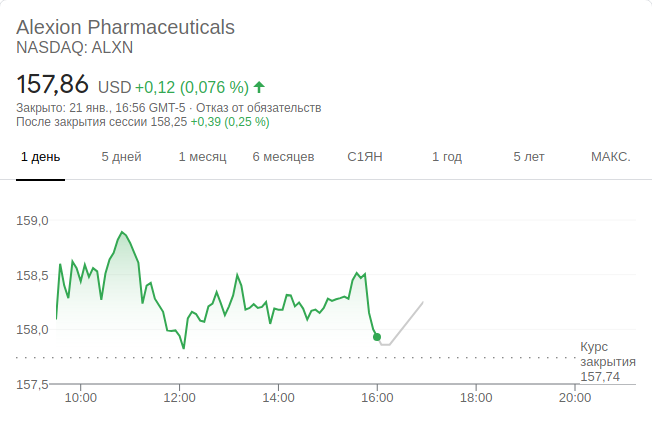 Alexion Pharmaceuticals
NASDAQ: ALXN
157,86 USD +0,12 (0,076 %)
Закрыто: 21 янв., 16:56 GMT-5 · Отказ от обязательств
После закрытия сессии 158,25 +0,39 (0,25 %)
1 день 5 дней 1 месяц 6 месяцев С1ЯН 1 год 5 лет МАКС.
159,0
158,5
158,0
Курс
закрытия
157,74
157,5
10:00 12:00 14:00 16:00 18:00 20:00